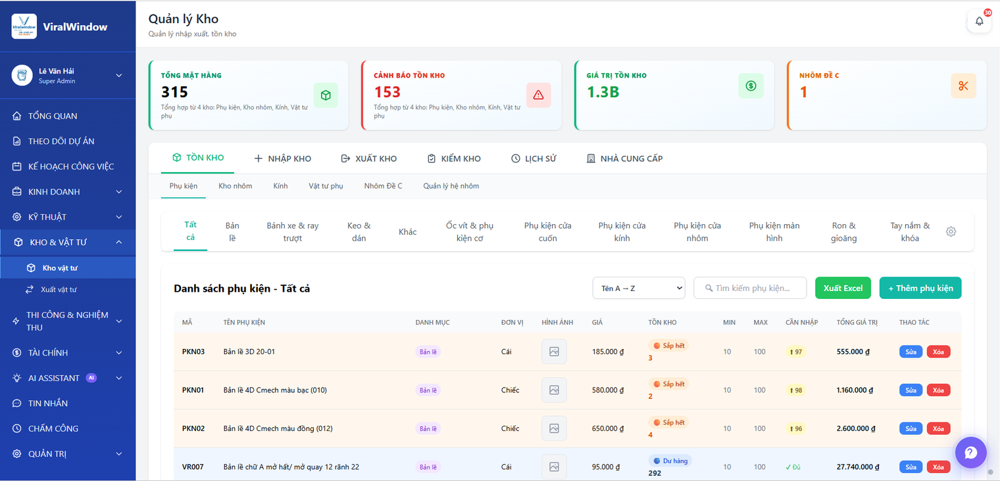 ViralWindow
Lê Văn Hải
Super Admin
TỔNG QUAN
THEO DÕI DỰ ÁN
KẾ HOẠCH CÔNG VIỆC
KINH DOANH
KỸ THUẬT
KHO & VẬT TƯ
Kho vật tư
Xuất vật tư
THI CÔNG & NGHIỆM
THU
TÀI CHÍNH
AI ASSISTANT AI
TIN NHẮN
CHẤM CÔNG
QUẢN TRỊ
Quản lý Kho
Quản lý nhập xuất, tồn kho
30
TỔNG MẶT HÀNG
315
Tổng hợp từ 4 kho: Phụ kiện, Kho nhôm, Kính, Vật tư
phụ
CẢNH BÁO TỒN KHO
153
Tổng hợp từ 4 kho: Phụ kiện, Kho nhôm, Kính, Vật tư
phụ
GIÁ TRỊ TỒN KHO
1.3B
NHÔM ĐỀ C
1
TỒN KHO NHẬP KHO XUẤT KHO KIỂM KHO LỊCH SỬ NHÀ CUNG CẤP
Phụ kiện Kho nhôm Kính Vật tư phụ Nhôm Đề C Quản lý hệ nhôm
Tất
cả
Bản
lề
Bánh xe & ray
trượt
Keo &
dán
Khác
Ốc vít & phụ
kiện cơ
Phụ kiện cửa
cuốn
Phụ kiện cửa
kính
Phụ kiện cửa
nhôm
Phụ kiện màn
hình
Ron &
gioăng
Tay nắm &
khóa
Danh sách phụ kiện - Tất cả
Tên A → Z
Tìm kiếm phụ kiện...
Xuất Excel
+ Thêm phụ kiện
MÃ TÊN PHỤ KIỆN DANH MỤC ĐƠN VỊ HÌNH ẢNH GIÁ TỒN KHO MIN MAX CẦN NHẬP TỔNG GIÁ TRỊ THAO TÁC
PKN03 Bản lề 3D 20-01 Bản lề Cái 185.000 ₫ Sắp hết 3 10 100 ⬆ 97 555.000 ₫ Sửa Xóa
PKN01 Bản lề 4D Cmech màu bạc (010) Bản lề Chiếc 580.000 ₫ Sắp hết 2 10 100 ⬆ 98 1.160.000 ₫ Sửa Xóa
PKN02 Bản lề 4D Cmech màu đồng (012) Bản lề Chiếc 650.000 ₫ Sắp hết 4 10 100 ⬆ 96 2.600.000 ₫ Sửa Xóa
VR007 Bản lề chữ A mở hất/ mở quay 12 rãnh 22 Bản lề Cái 95.000 ₫ Dư hàng 292 10 100 ✓ Đủ 27.740.000 ₫ Sửa Xóa